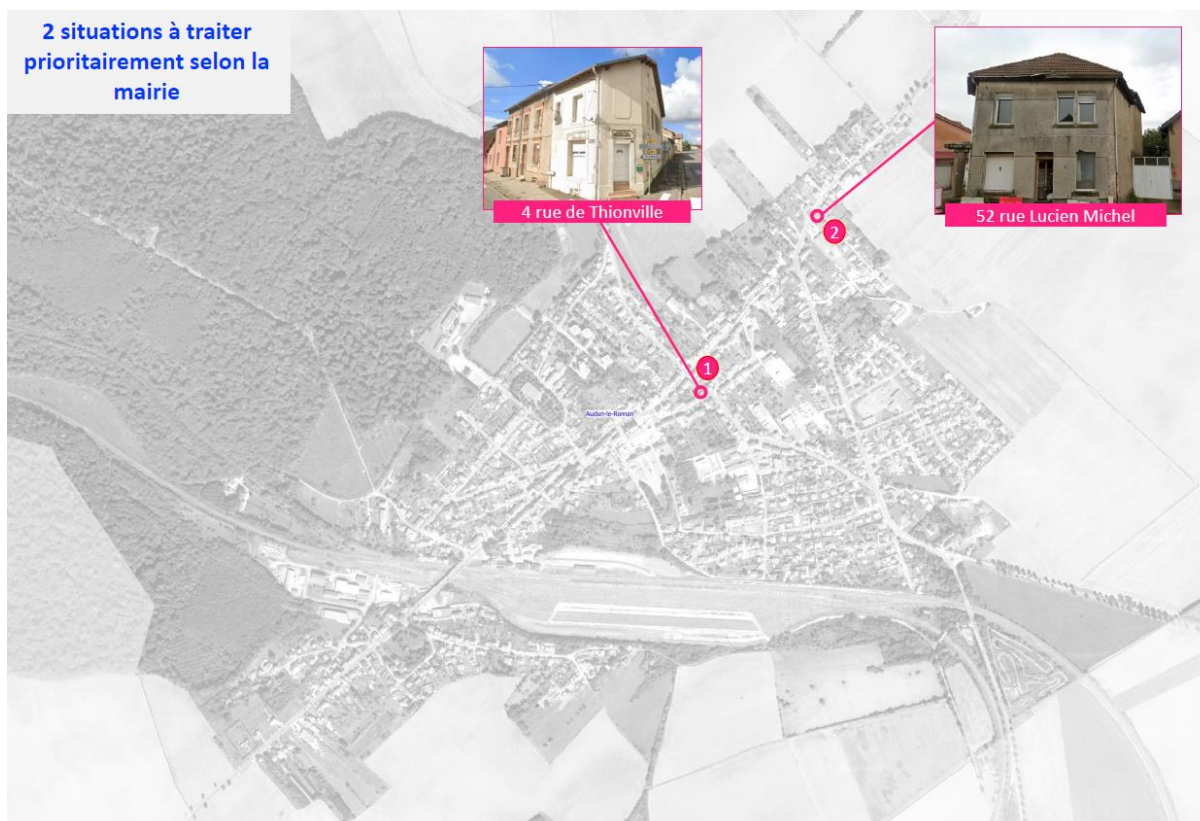 2 situations à traiter
prioritairement selon la
mairie
4 rue de Thionville
52 rue Lucien Michel
2
1
Audun-le-Roman